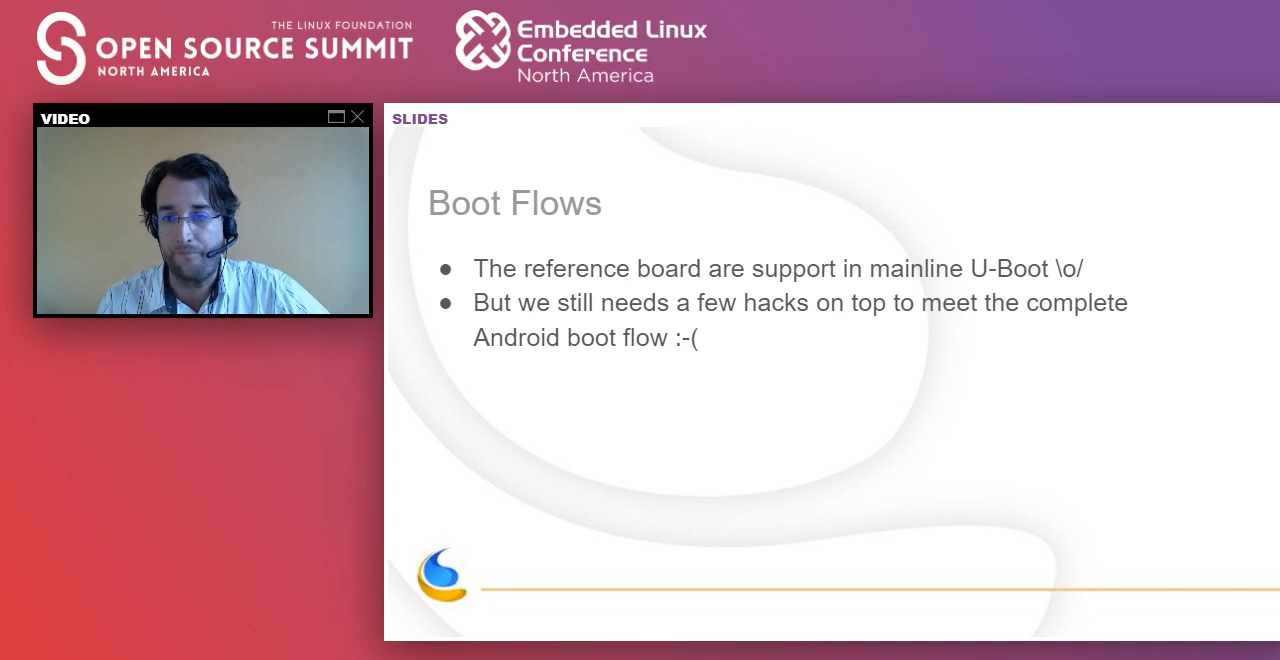 THE LINUX FOUNDATION
OPEN SOURCE SUMMIT
NORTH AMERICA
Embedded Linux
Conference
North America
VIDEO
SLIDES
Boot Flows
● The reference board are support in mainline U-Boot \o/
● But we still needs a few hacks on top to meet the complete
Android boot flow :-(